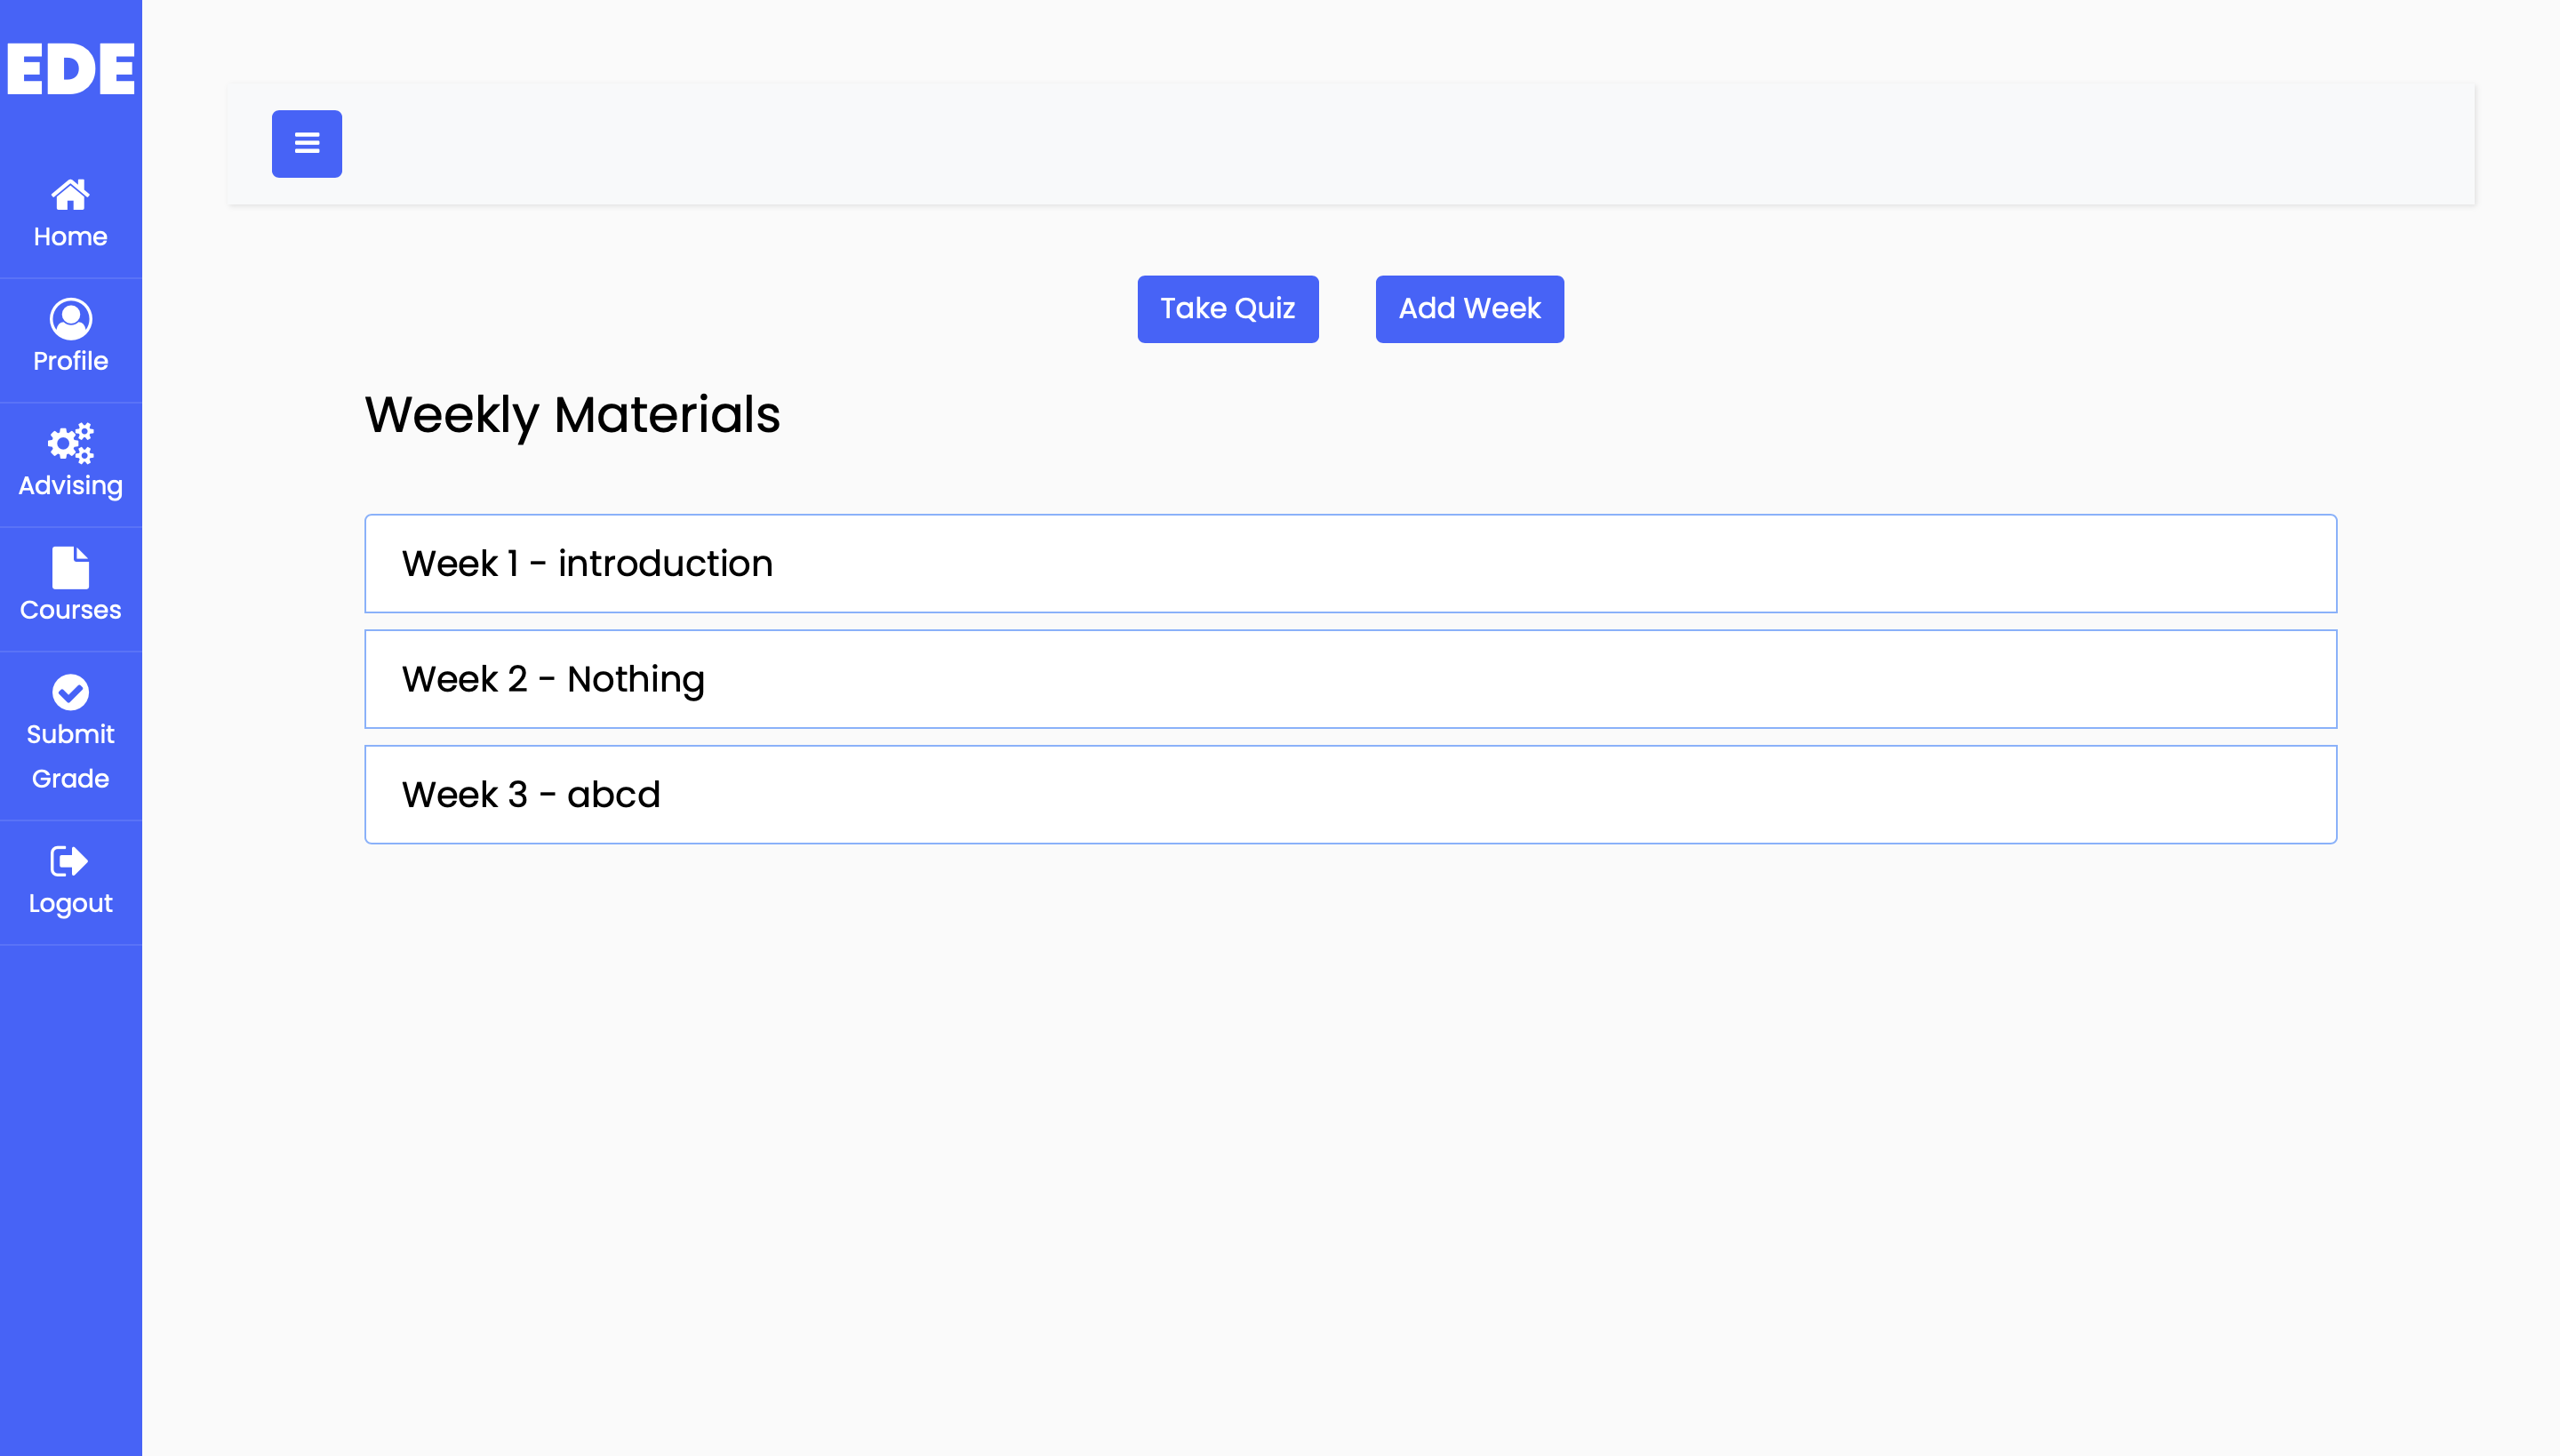 EDE
Home
Profile
Advising
Courses
Submit
Grade
Logout
Take Quiz
Add Week
Weekly Materials
Week 1 - introduction
Week 2 - Nothing
Week 3 - abcd